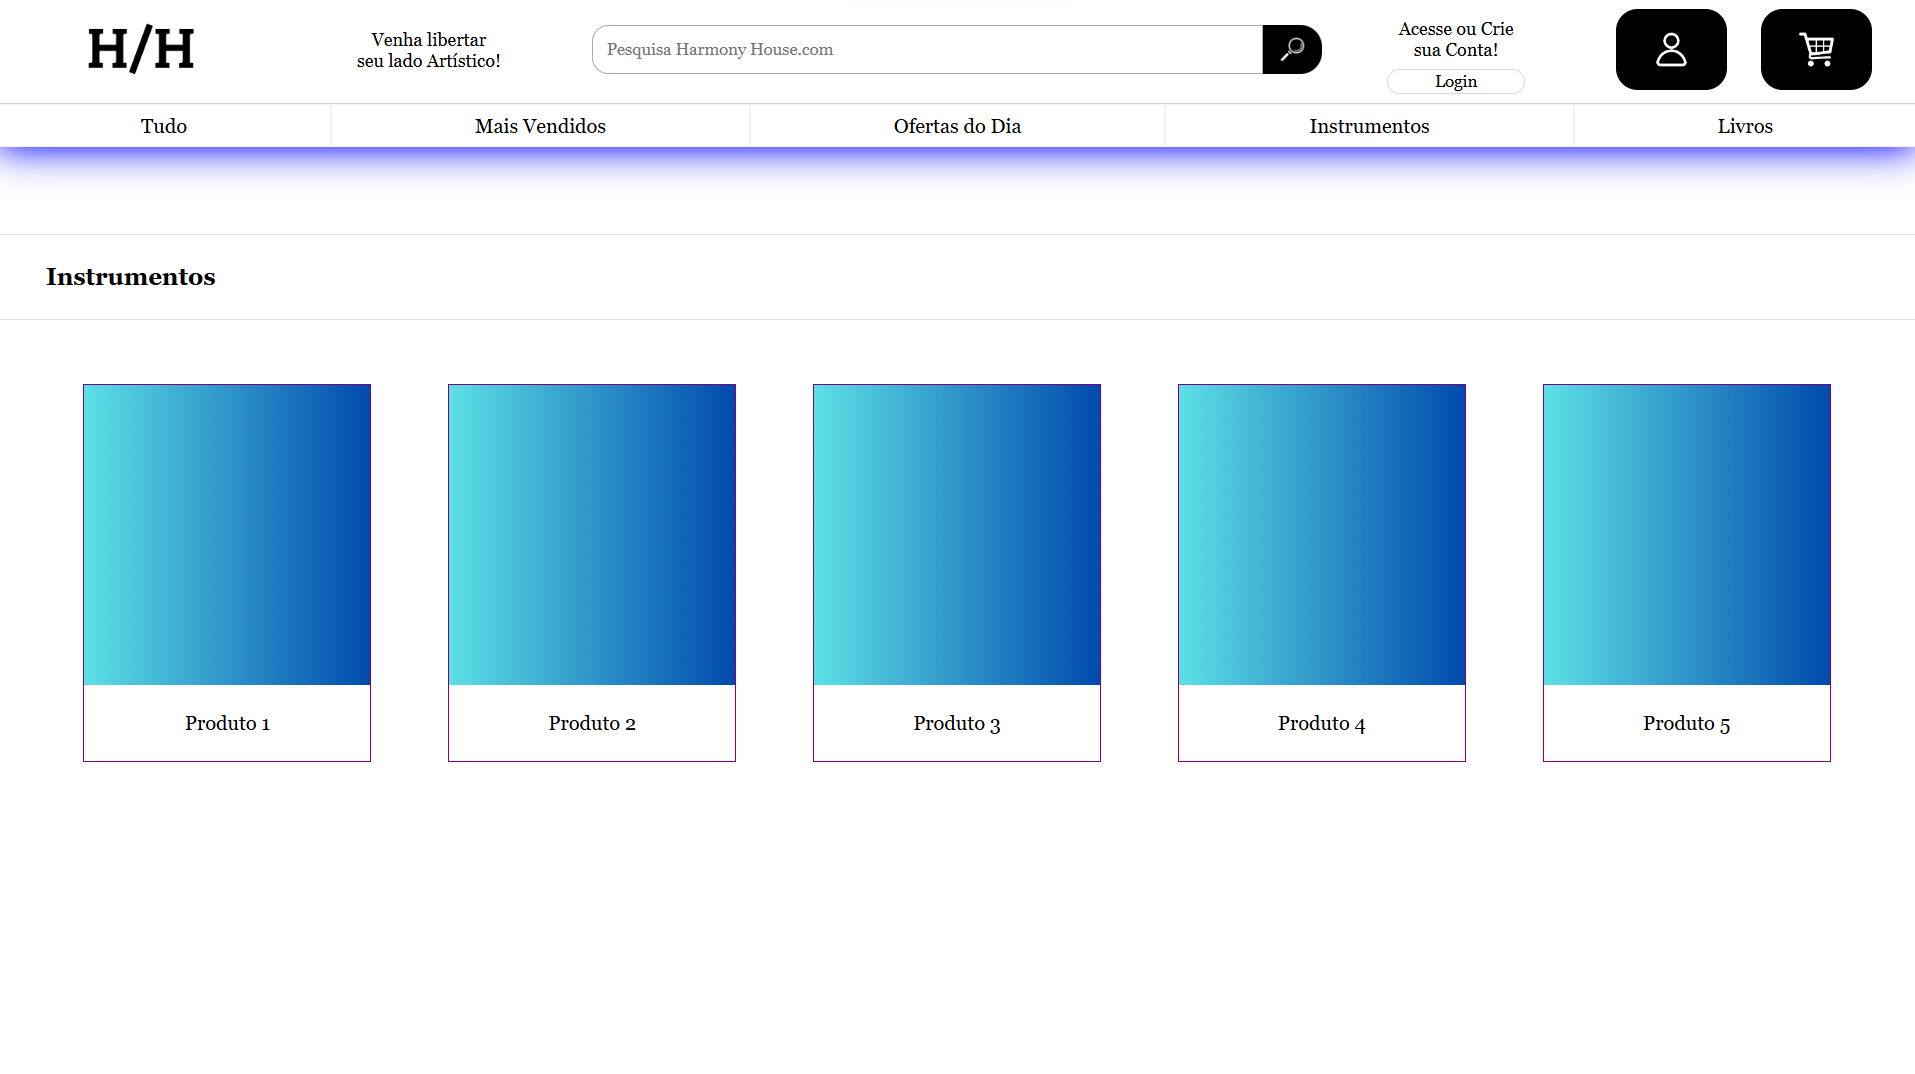 H/H
Venha libertar
seu lado Artístico!
Pesquisa Harmony House.com
Acesse ou Crie
sua Conta!
Login
Tudo
Mais Vendidos
Ofertas do Dia
Instrumentos
Livros
Instrumentos
Produto 1
Produto 2
Produto 3
Produto 4
Produto 5